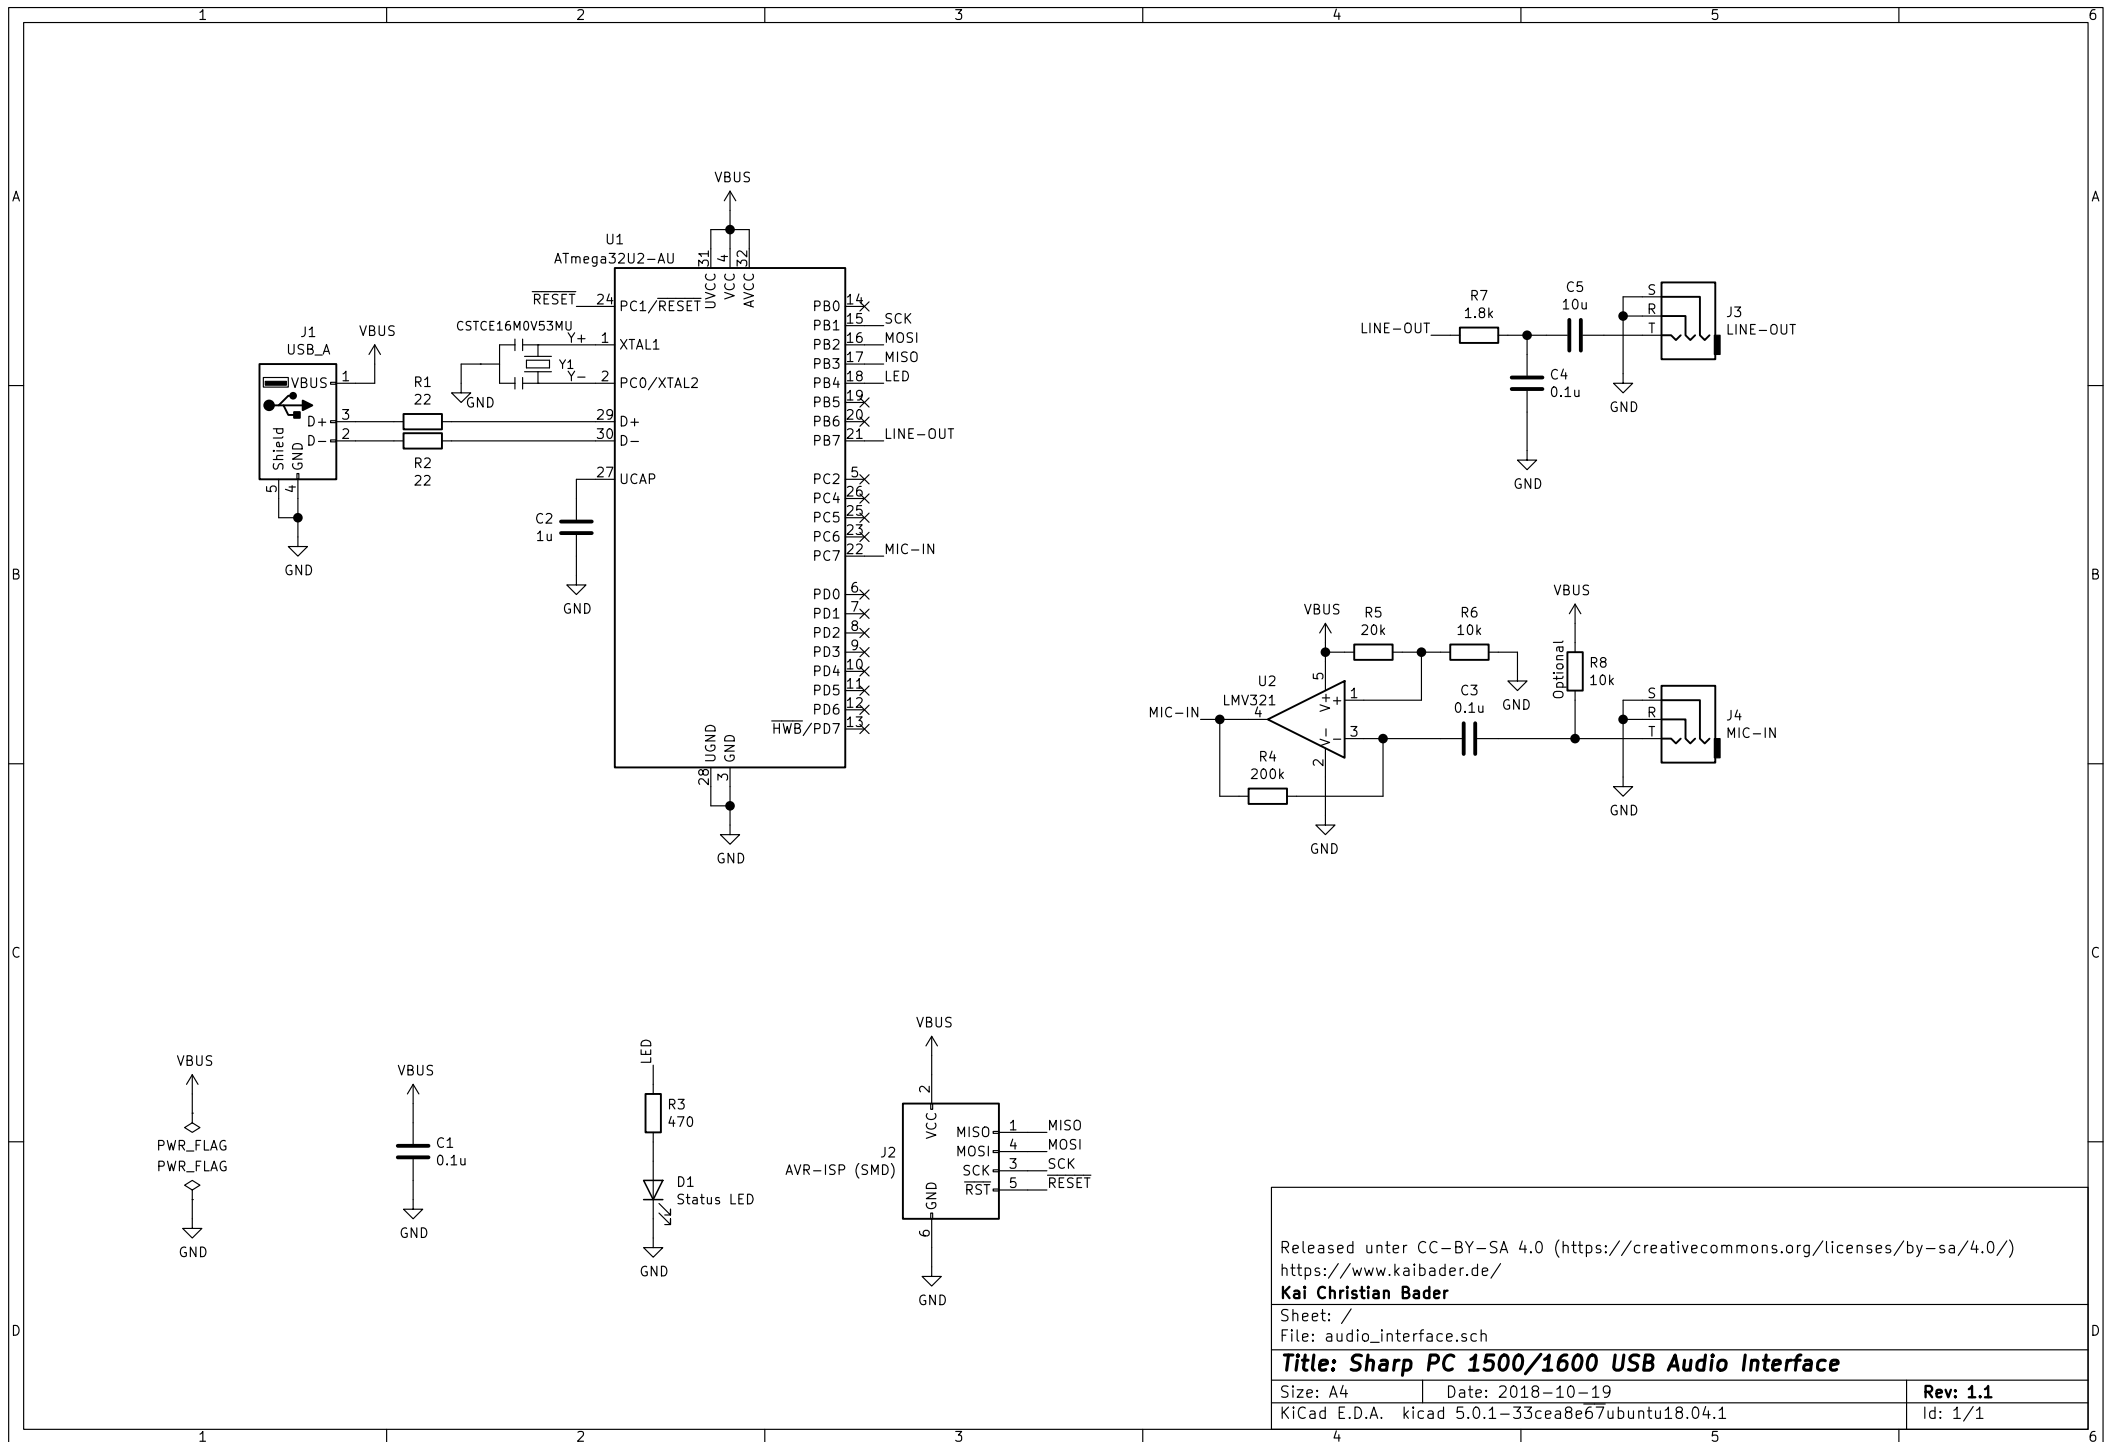 1 2 3 4 5 6
A
A
VBUS
U1
ATmega32U2-AU
31 4 32
UVCC VCC AVCC
RESET 24 PC1/RESET
CSTCE16M0V53MU
Y+ 1 XTAL1
Y1
Y- 2 PC0/XTAL2
GND
29 D+
30 D-
27 UCAP
C2
1u
GND
PB0 14
PB1 15 SCK
PB2 16 MOSI
PB3 17 MISO
PB4 18 LED
PB5 19
PB6 20
PB7 21 LINE-OUT
PC2 5
PC4 26
PC5 25
PC6 23
PC7 22 MIC-IN
PD0 6
PD1 7
PD2 8
PD3 9
PD4 10
PD5 11
PD6 12
HWB/PD7 13
UGND GND
28 3
GND
J1
USB_A
VBUS
VBUS 1
D+ 3
D- 2
Shield
GND
5 4
GND
R1
22
R2
22
LINE-OUT
R7
1.8k
C5
10u
C4
0.1u
GND
S
R
T
J3
LINE-OUT
GND
B
B
VBUS
R5
20k
R6
10k
GND
VBUS
Optional
R8
10k
U2
LMV321
MIC-IN 4
5
V+
+ 1
V-
- 3
2
C3
0.1u
R4
200k
GND
S
R
T
J4
MIC-IN
GND
C
C
VBUS
PWR_FLAG
PWR_FLAG
GND
VBUS
C1
0.1u
GND
LED
R3
470
D1
Status LED
GND
VBUS
2
VCC
J2
AVR-ISP (SMD)
MISO 1 MISO
MOSI 4 MOSI
SCK 3 SCK
RST 5 RESET
GND
6
GND
D
D
Released unter CC-BY-SA 4.0 (https://creativecommons.org/licenses/by-sa/4.0/)
https://www.kaibader.de/
Kai Christian Bader
Sheet: /
File: audio_interface.sch
Title: Sharp PC 1500/1600 USB Audio Interface
Size: A4 Date: 2018-10-19 Rev: 1.1
KiCad E.D.A. kicad 5.0.1-33cea8e67ubuntu18.04.1 Id: 1/1
1 2 3 4 5 6